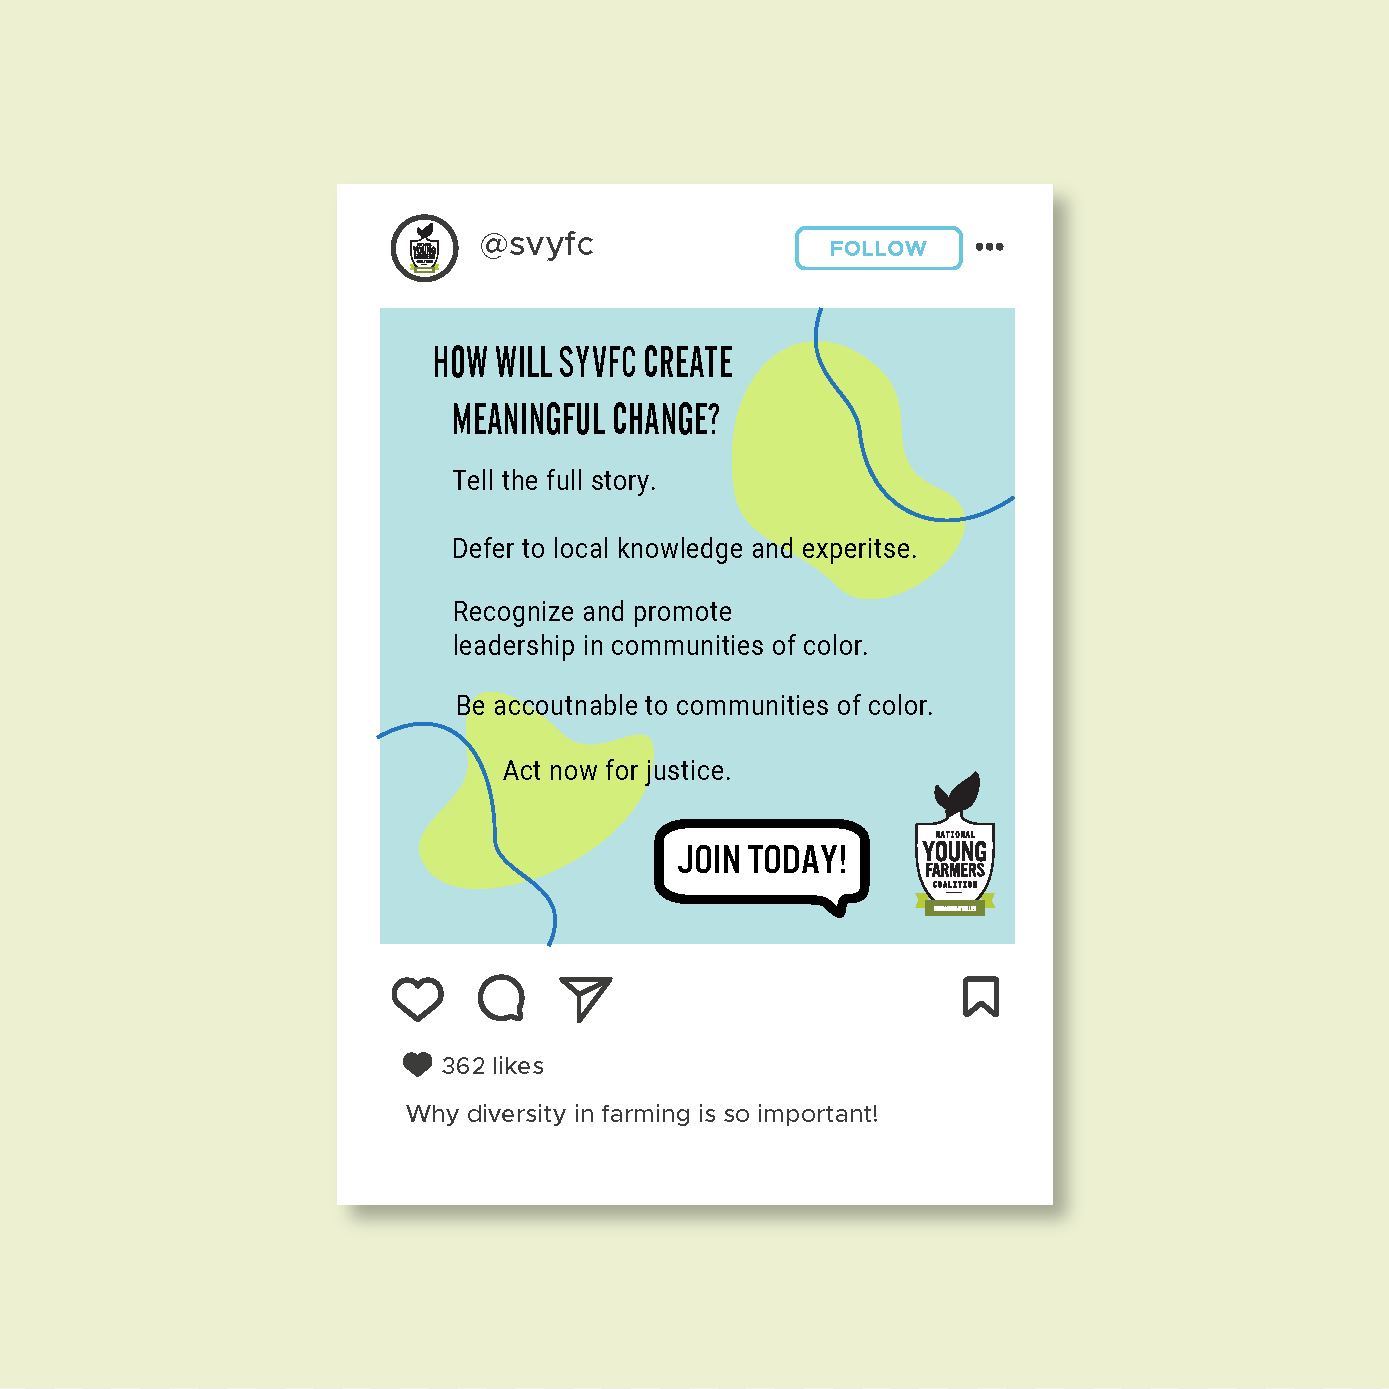 @svyfc
FOLLOW
HOW WILL SYVFC CREATE
MEANINGFUL CHANGE?
Tell the full story.
Defer to local knowledge and experitse.
Recognize and promote
leadership in communities of color.
Be accoutnable to communities of color.
Act now for justice.
JOIN TODAY!
NATIONAL
YOUNG
FARMERS
COALITION
362 likes
Why diversity in farming is so important!